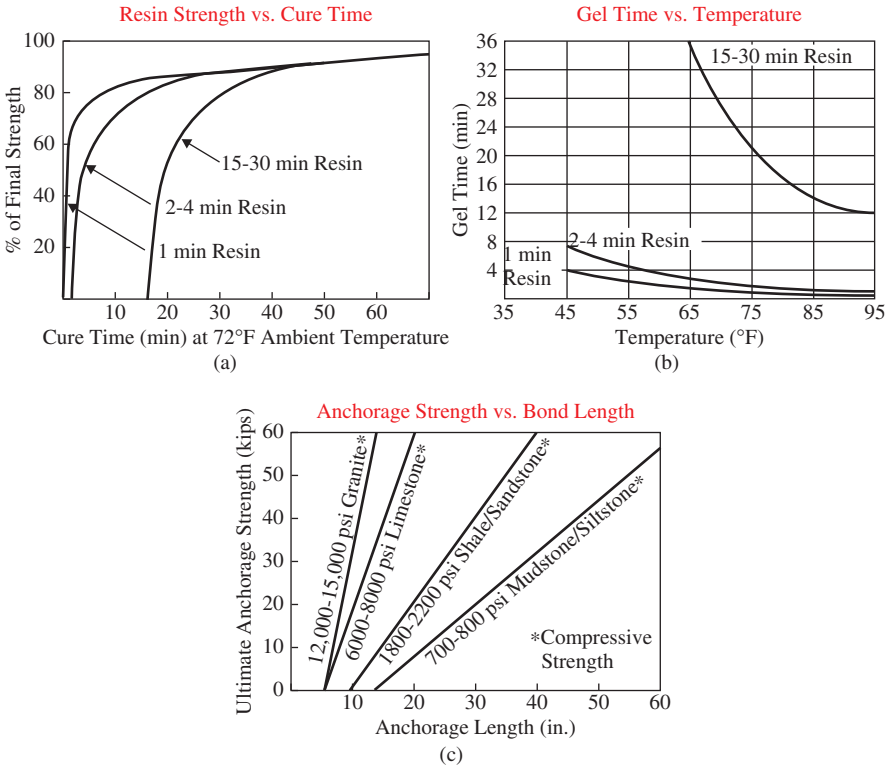 Resin Strength vs. Cure Time
% of Final Strength
100
80
60
40
20
15-30 min Resin
2-4 min Resin
1 min Resin
10 20 30 40 50 60
Cure Time (min) at 72°F Ambient Temperature
(a)
Gel Time vs. Temperature
Gel Time (min)
36
36
28
24
20
16
12
8
4
15-30 min Resin
2-4 min Resin
1 min
Resin
35 45 55 65 75 85 95
Temperature (°F)
(b)
Anchorage Strength vs. Bond Length
Ultimate Anchorage Strength (kips)
60
50
40
30
20
10
0
12,000-15,000 psi Granite*
6000-8000 psi Limestone*
1800-2200 psi Shale/Sandstone*
700-800 psi Mudstone/Siltstone*
*Compressive
Strength
10 20 30 40 50 60
Anchorage Length (in.)
(c)